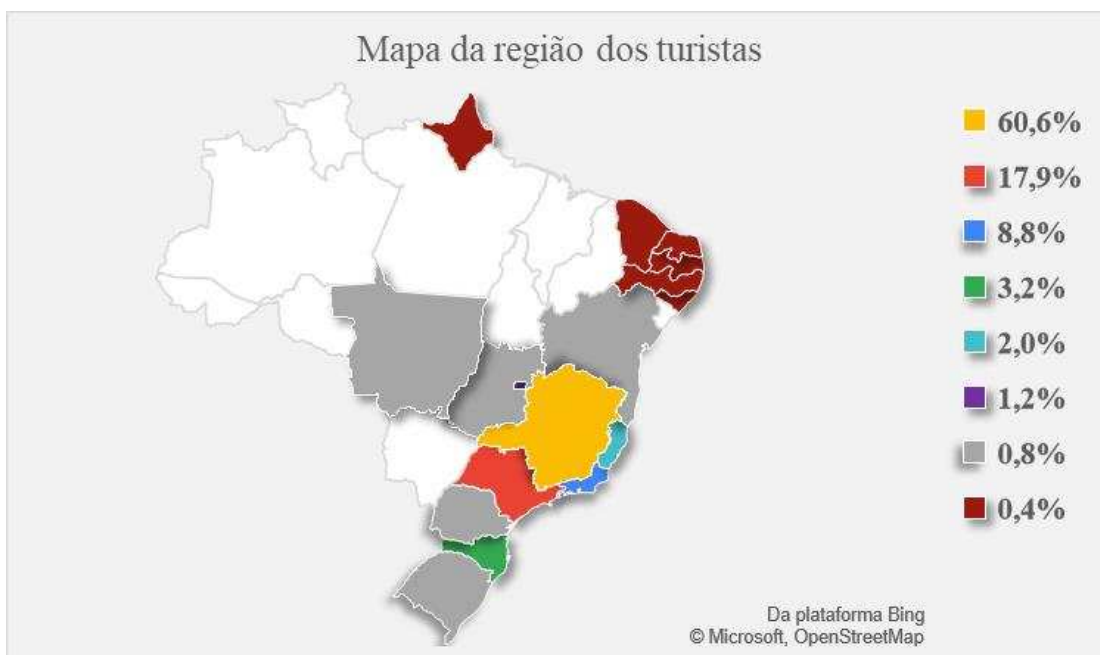 Mapa da região dos turistas
60,6%
17,9%
8,8%
3,2%
2,0%
1,2%
0,8%
0,4%
Da plataforma Bing
© Microsoft, OpenStreetMap